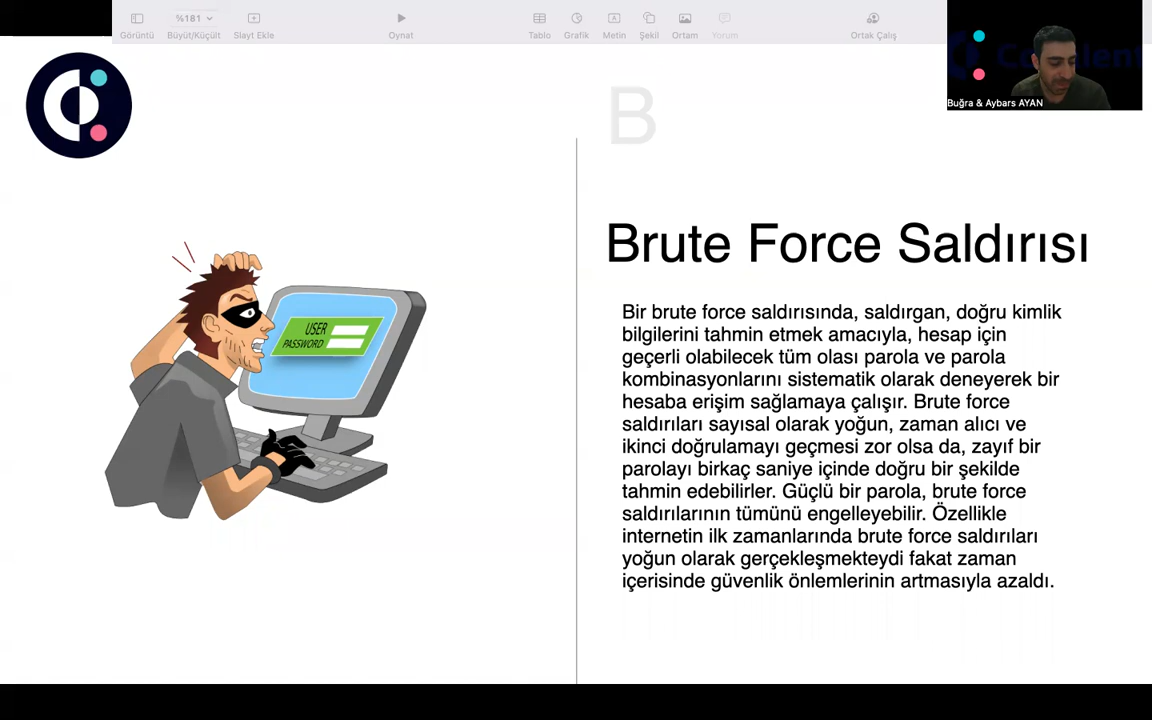 %181
Görüntü
Büyüt/Küçült
Slayt Ekle
Oynat
Tablo
Grafik
Metin
Şekil
Ortam
Yorum
Ortak Çalış
Buğra & Aybars AYAN
B
USER
PASSWORD
Brute Force Saldırısı
Bir brute force saldırısında, saldırgan, doğru kimlik
bilgilerini tahmin etmek amacıyla, hesap için
geçerli olabilecek tüm olası parola ve parola
kombinasyonlarını sistematik olarak deneyerek bir
hesaba erişim sağlamaya çalışır. Brute force
saldırıları sayısal olarak yoğun, zaman alıcı ve
ikinci doğrulamayı geçmesi zor olsa da, zayıf bir
parolayı birkaç saniye içinde doğru bir şekilde
tahmin edebilirler. Güçlü bir parola, brute force
saldırılarının tümünü engelleyebilir. Özellikle
internetin ilk zamanlarında brute force saldırıları
yoğun olarak gerçekleşmekteydi fakat zaman
içerisinde güvenlik önlemlerinin artmasıyla azaldı.